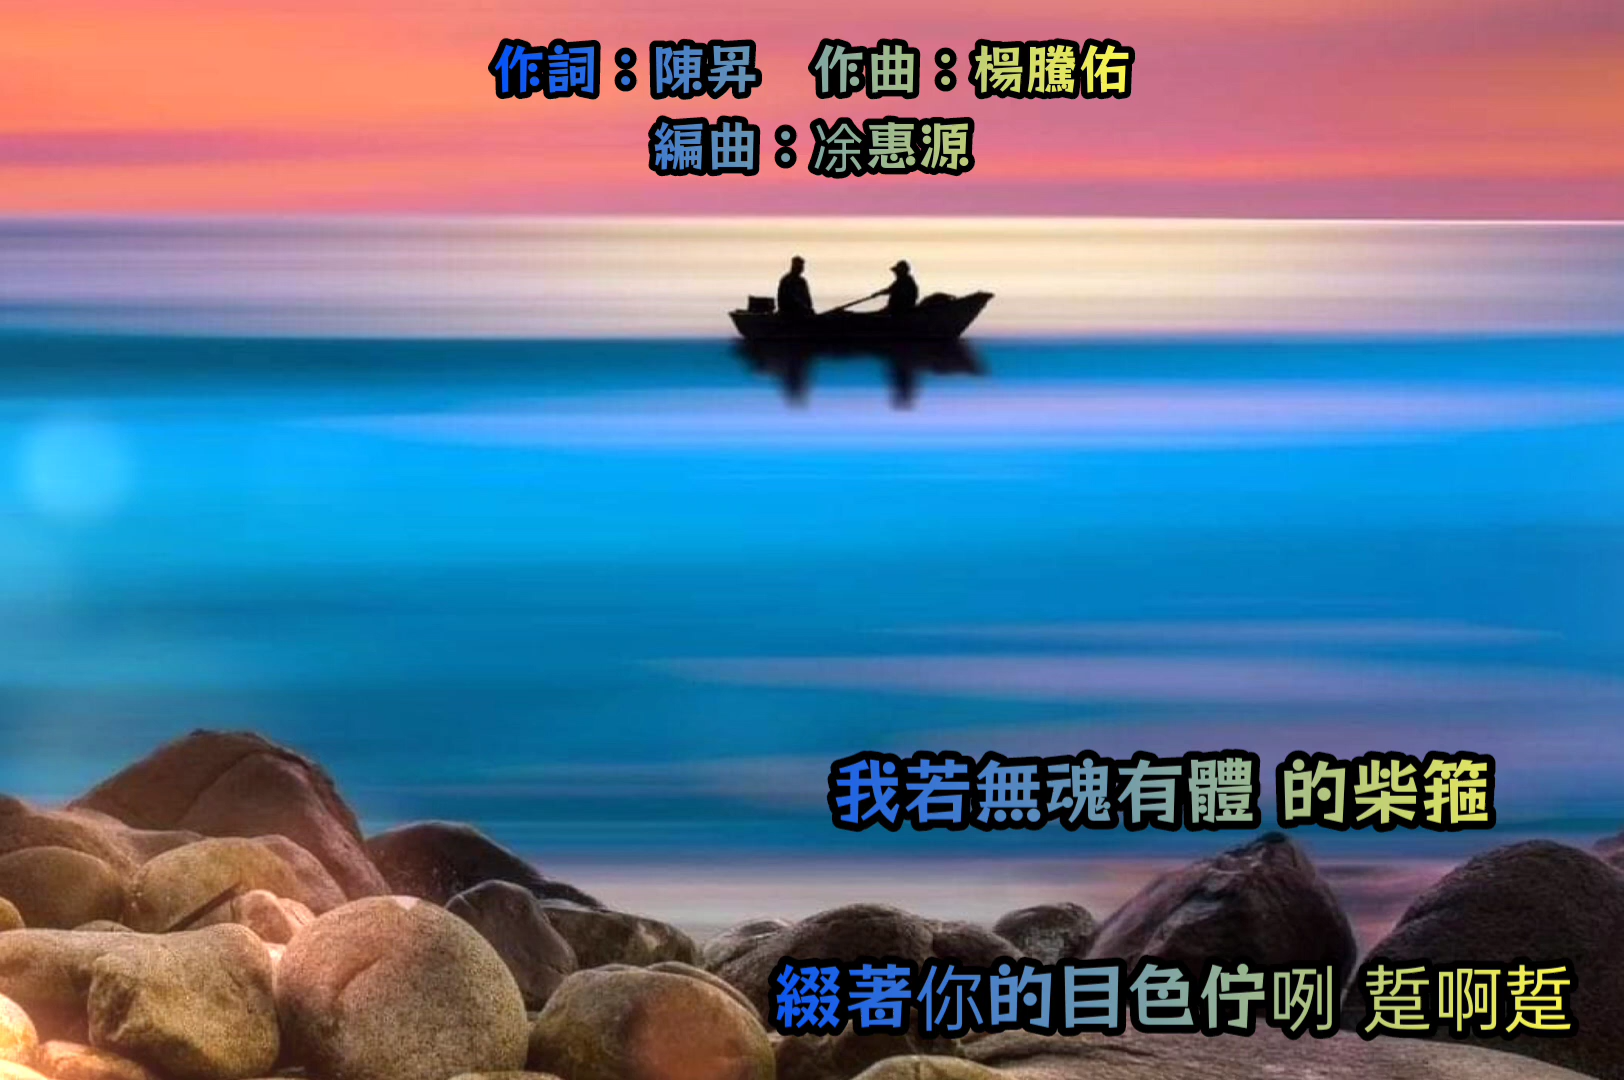 作詞：陳昇　作曲：楊騰佑
編曲：凃惠源
我若無魂有體 的柴箍
綴著你的目色佇咧 踅啊踅